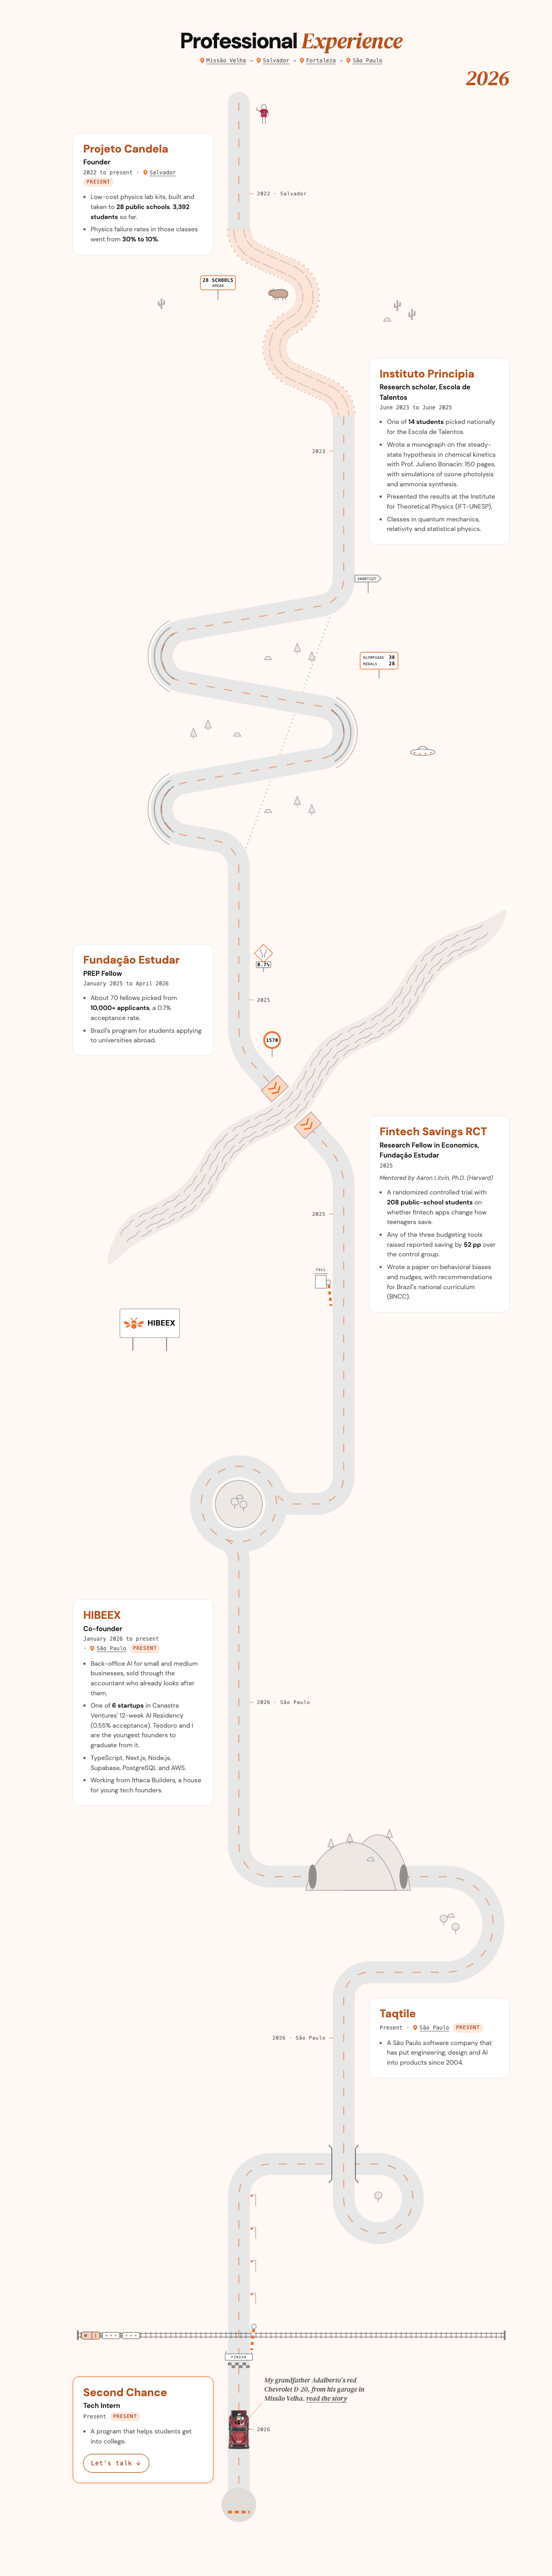 Professional Experience
Missão Velha → Salvador → Fortaleza → São Paulo
2026
Projeto Candela
Founder
2022 to present · Salvador
PRESENT
Low-cost physics lab kits, built and
taken to 28 public schools. 3,392
students so far.
Physics failure rates in those classes
went from 30% to 10%.
2022 · Salvador
28 SCHOOLS
AHEAD
Instituto Principia
Research scholar, Escola de
Talentos
June 2023 to June 2025
One of 14 students picked nationally
for the Escola de Talentos.
Wrote a monograph on the steady-
state hypothesis in chemical kinetics
with Prof. Juliano Bonacin: 150 pages,
with simulations of ozone photolysis
and ammonia synthesis.
Presented the results at the Institute
for Theoretical Physics (IFT-UNESP).
Classes in quantum mechanics,
relativity and statistical physics.
2023
SHORTCUT
OLYMPIADS 38
MEDALS 28
Fundação Estudar
PREP Fellow
January 2025 to April 2026
About 70 fellows picked from
10,000+ applicants, a 0.7%
acceptance rate.
Brazil's program for students applying
to universities abroad.
0.7%
2025
1570
Fintech Savings RCT
Research Fellow in Economics,
Fundação Estudar
2025
Mentored by Aaron Litvin, Ph.D. (Harvard)
A randomized controlled trial with
208 public-school students on
whether fintech apps change how
teenagers save.
Any of the three budgeting tools
raised reported saving by 52 pp over
the control group.
Wrote a paper on behavioral biases
and nudges, with recommendations
for Brazil's national curriculum
(BNCC).
2025
TOLL
HIBEEX
HIBEEX
Co-founder
January 2026 to present
· São Paulo PRESENT
Back-office AI for small and medium
businesses, sold through the
accountant who already looks after
them.
One of 6 startups in Canastra
Ventures' 12-week AI Residency
(0.55% acceptance). Teodoro and I
are the youngest founders to
graduate from it.
TypeScript, Next.js, Node.js,
Supabase, PostgreSQL and AWS.
Working from Ithaca Builders, a house
for young tech founders.
2026 · São Paulo
Taqtile
Present · São Paulo PRESENT
A São Paulo software company that
has put engineering, design and AI
into products since 2004.
2026 · São Paulo
FINISH
Second Chance
Tech Intern
Present PRESENT
A program that helps students get
into college.
Let's talk ↓
My grandfather Adalberto's red
Chevrolet D-20, from his garage in
Missão Velha. read the story
2026